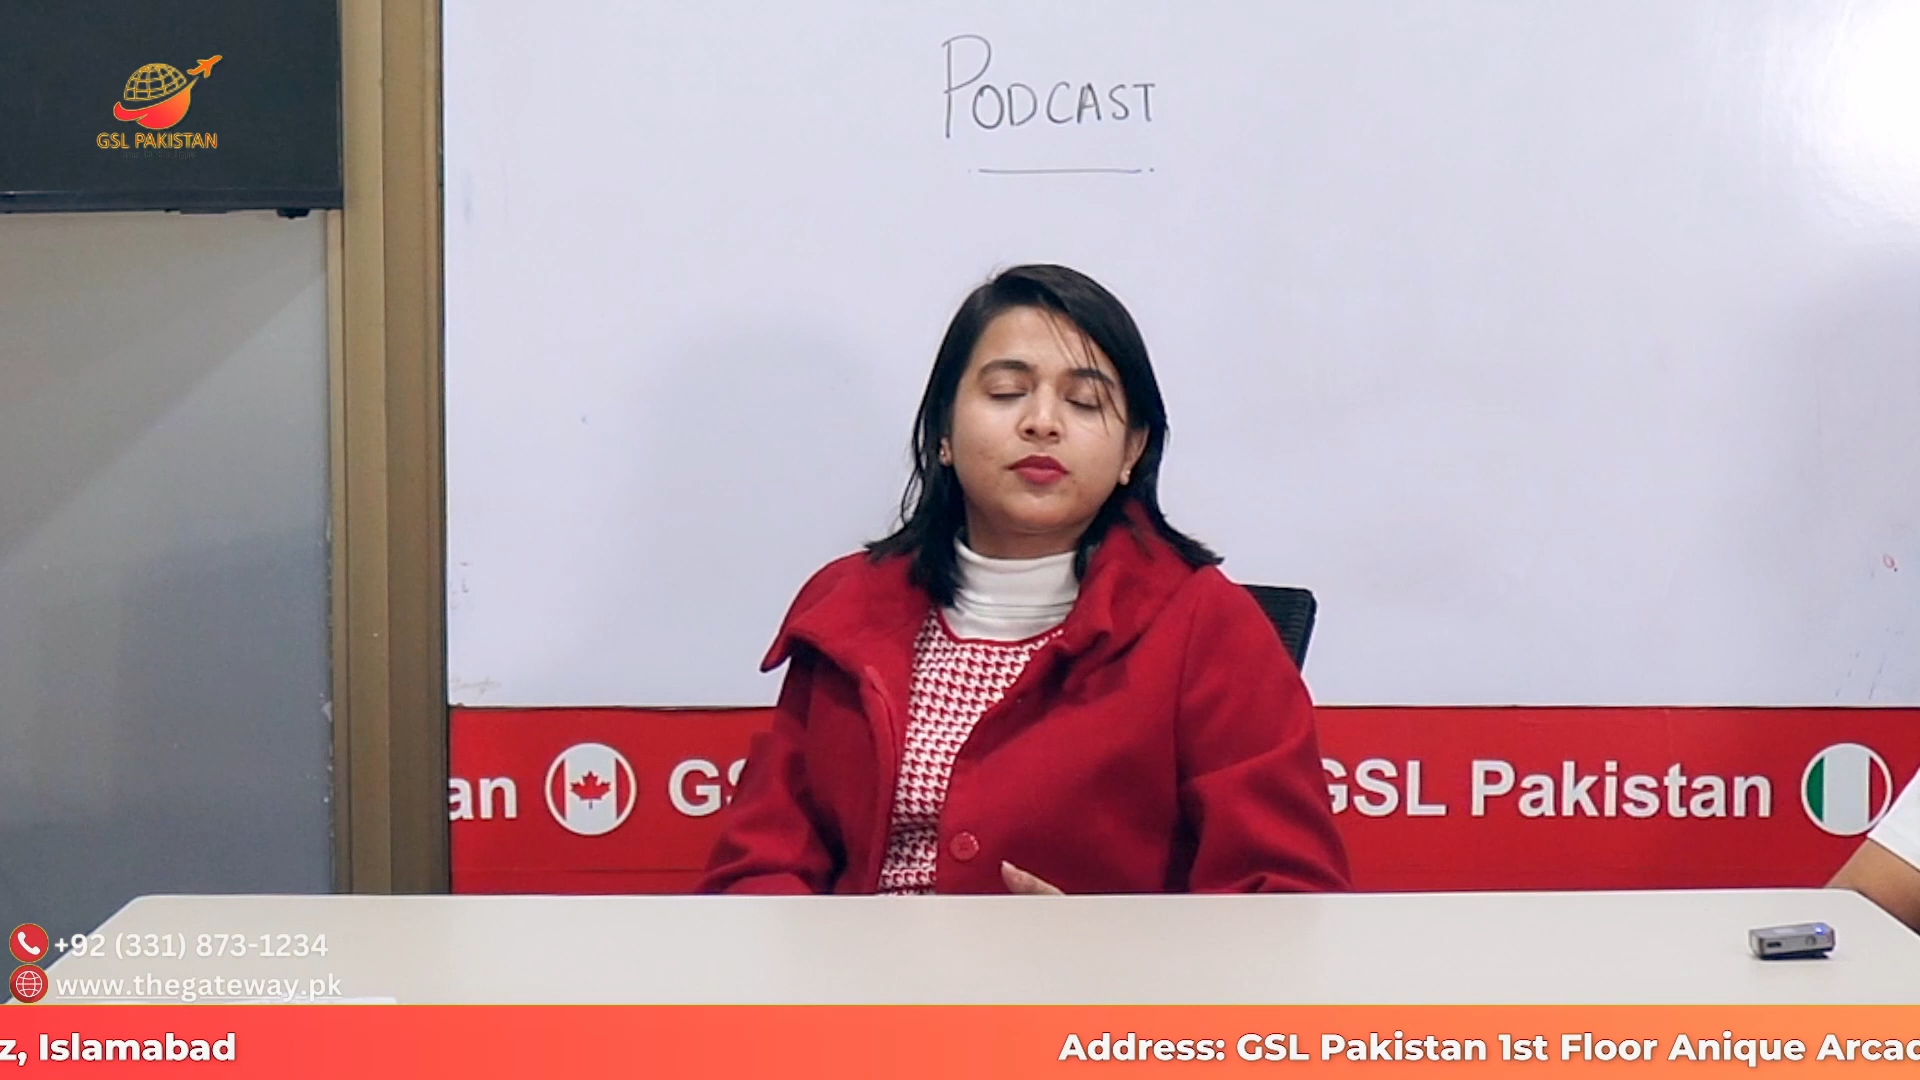 PODCAST
GSL PAKISTAN
an
GS
GSL Pakistan
+92 (331) 873-1234
www.thegateway.pk
z, Islamabad
Address: GSL Pakistan 1st Floor Anique Arcad